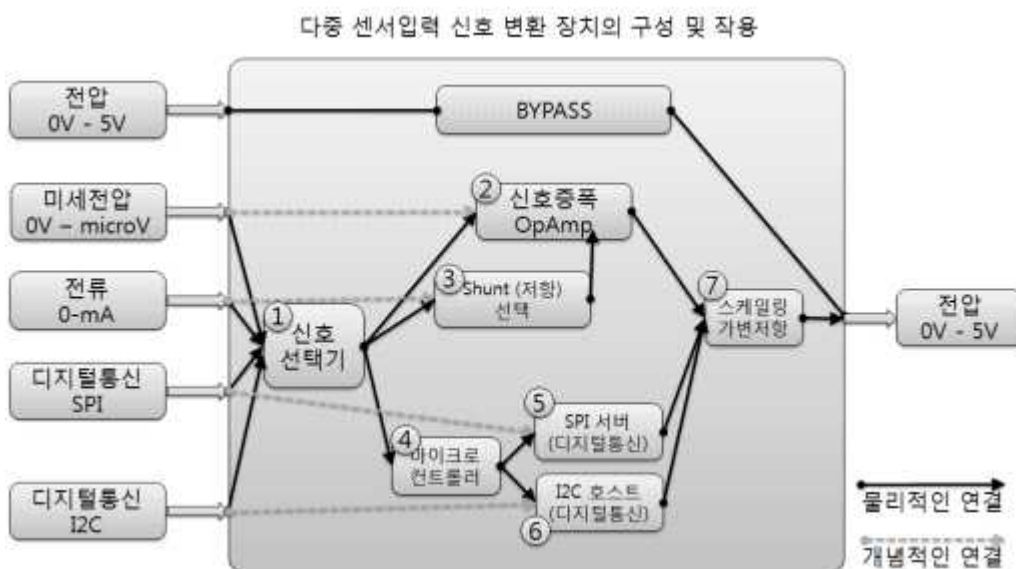 다중 센서입력 신호 변환 장치의 구성 및 작용
전압
0V - 5V
BYPASS
미세전압
0V – microV
②
신호증폭
OpAmp
전류
0-mA
③
Shunt (저항)
선택
①
신호
선택기
⑦
스케일링
가변저항
전압
0V - 5V
디지털통신
SPI
④
마이크로
컨트롤러
⑤
SPI 서버
(디지털통신)
디지털통신
I2C
I2C 호스트
(디지털통신)
⑥
물리적인 연결
개념적인 연결